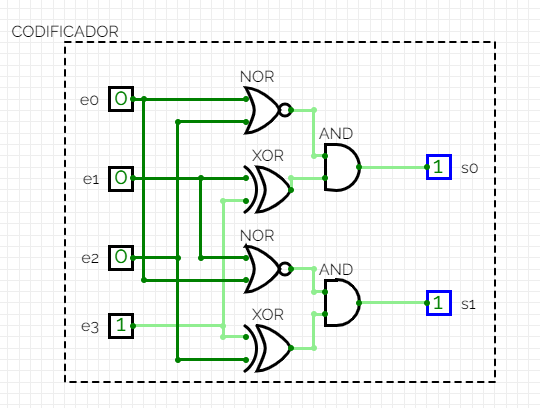 CODIFICADOR
NOR
e0 0
AND
XOR
1 s0
e1 0
NOR
e2 0
AND
1 s1
XOR
e3 1